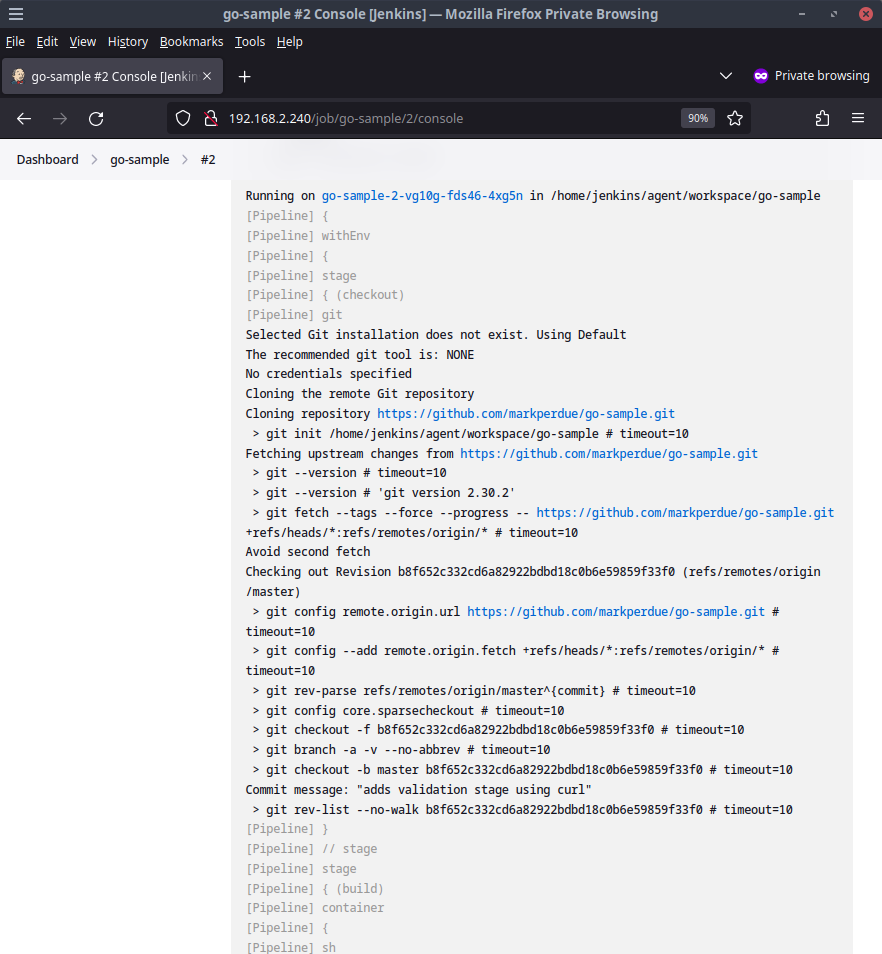 go-sample #2 Console [Jenkins] — Mozilla Firefox Private Browsing
File Edit View History Bookmarks Tools Help
go-sample #2 Console [Jenkin
Private browsing
192.168.2.240/job/go-sample/2/console
90%
Dashboard > go-sample > #2
Running on go-sample-2-vg10g-fds46-4xg5n in /home/jenkins/agent/workspace/go-sample
[Pipeline] {
[Pipeline] withEnv
[Pipeline] {
[Pipeline] stage
[Pipeline] { (checkout)
[Pipeline] git
Selected Git installation does not exist. Using Default
The recommended git tool is: NONE
No credentials specified
Cloning the remote Git repository
Cloning repository https://github.com/markperdue/go-sample.git
 > git init /home/jenkins/agent/workspace/go-sample # timeout=10
Fetching upstream changes from https://github.com/markperdue/go-sample.git
 > git --version # timeout=10
 > git --version # 'git version 2.30.2'
 > git fetch --tags --force --progress -- https://github.com/markperdue/go-sample.git
+refs/heads/*:refs/remotes/origin/* # timeout=10
Avoid second fetch
Checking out Revision b8f652c332cd6a82922bdbd18c0b6e59859f33f0 (refs/remotes/origin
/master)
 > git config remote.origin.url https://github.com/markperdue/go-sample.git #
timeout=10
 > git config --add remote.origin.fetch +refs/heads/*:refs/remotes/origin/* #
timeout=10
 > git rev-parse refs/remotes/origin/master^{commit} # timeout=10
 > git config core.sparsecheckout # timeout=10
 > git checkout -f b8f652c332cd6a82922bdbd18c0b6e59859f33f0 # timeout=10
 > git branch -a -v --no-abbrev # timeout=10
 > git checkout -b master b8f652c332cd6a82922bdbd18c0b6e59859f33f0 # timeout=10
Commit message: "adds validation stage using curl"
 > git rev-list --no-walk b8f652c332cd6a82922bdbd18c0b6e59859f33f0 # timeout=10
[Pipeline] }
[Pipeline] // stage
[Pipeline] stage
[Pipeline] { (build)
[Pipeline] container
[Pipeline] {
[Pipeline] sh